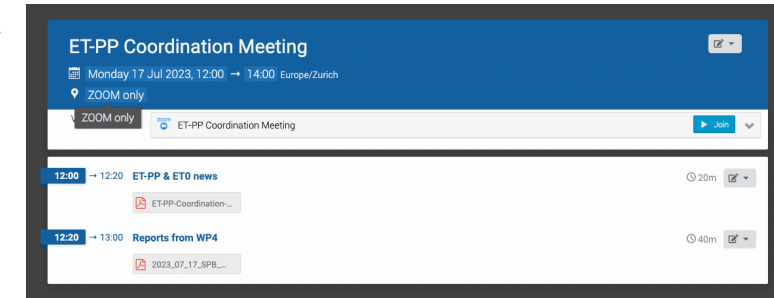 ET-PP Coordination Meeting
Monday 17 Jul 2023, 12:00 → 14:00 Europe/Zurich
ZOOM only
ZOOM only
zoom
ET-PP Coordination Meeting
Join
12:00 → 12:20 ET-PP & ET0 news
20m
ET-PP-Coordination-...
12:20 → 13:00 Reports from WP4
40m
2023_07_17_SPB_...